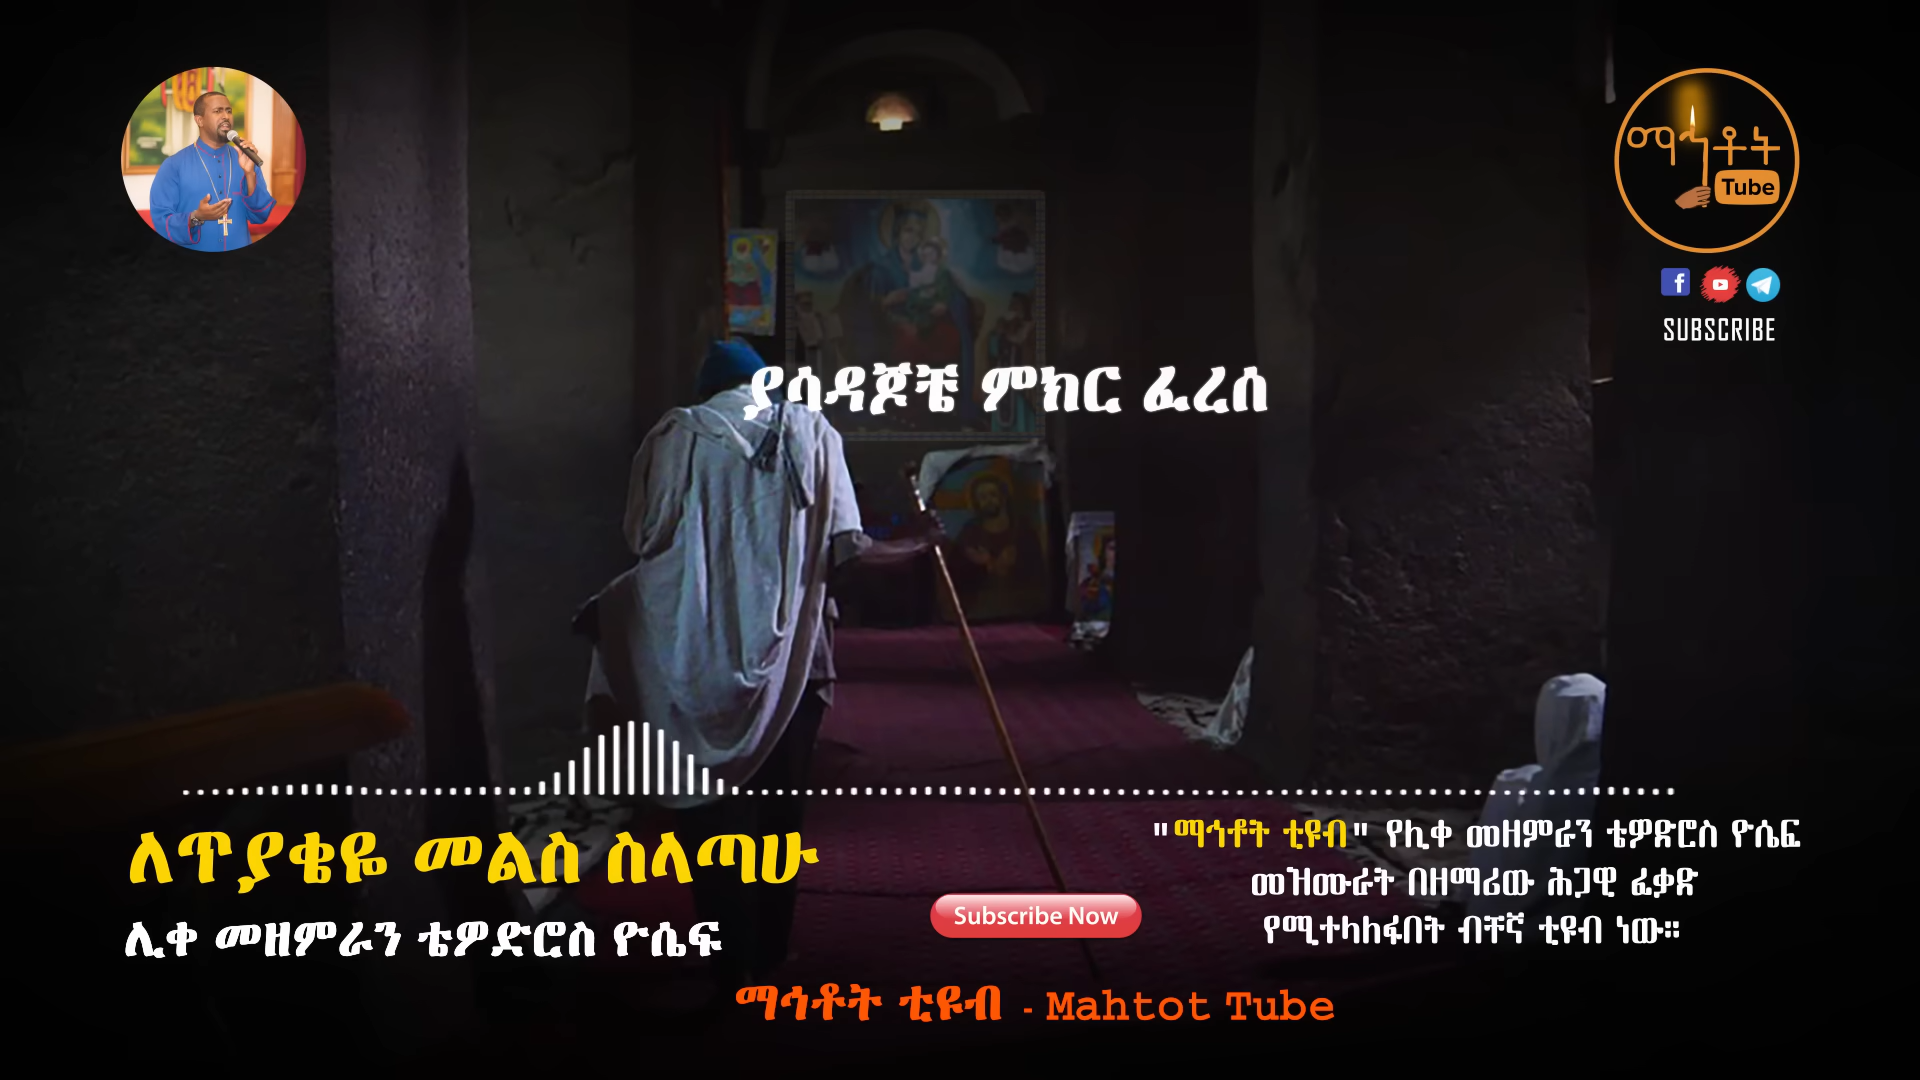 ማኅቶት
Tube
SUBSCRIBE
ያሳዳጆቼ ምክር ፈረሰ
ለጥያቄዬ መልስ ስላጣሁ
ሊቀ መዘምራን ቴዎድሮስ ዮሴፍ
"ማኅቶት ቲዩብ" የሊቀ መዘምራን ቴዎድሮስ ዮሴፍ
መዝሙራት በዘማሪው ሕጋዊ ፈቃድ
የሚተላለፉበት ብቸኛ ቲዩብ ነው።
Subscribe Now
ማኅቶት ቲዩብ - Mahtot Tube